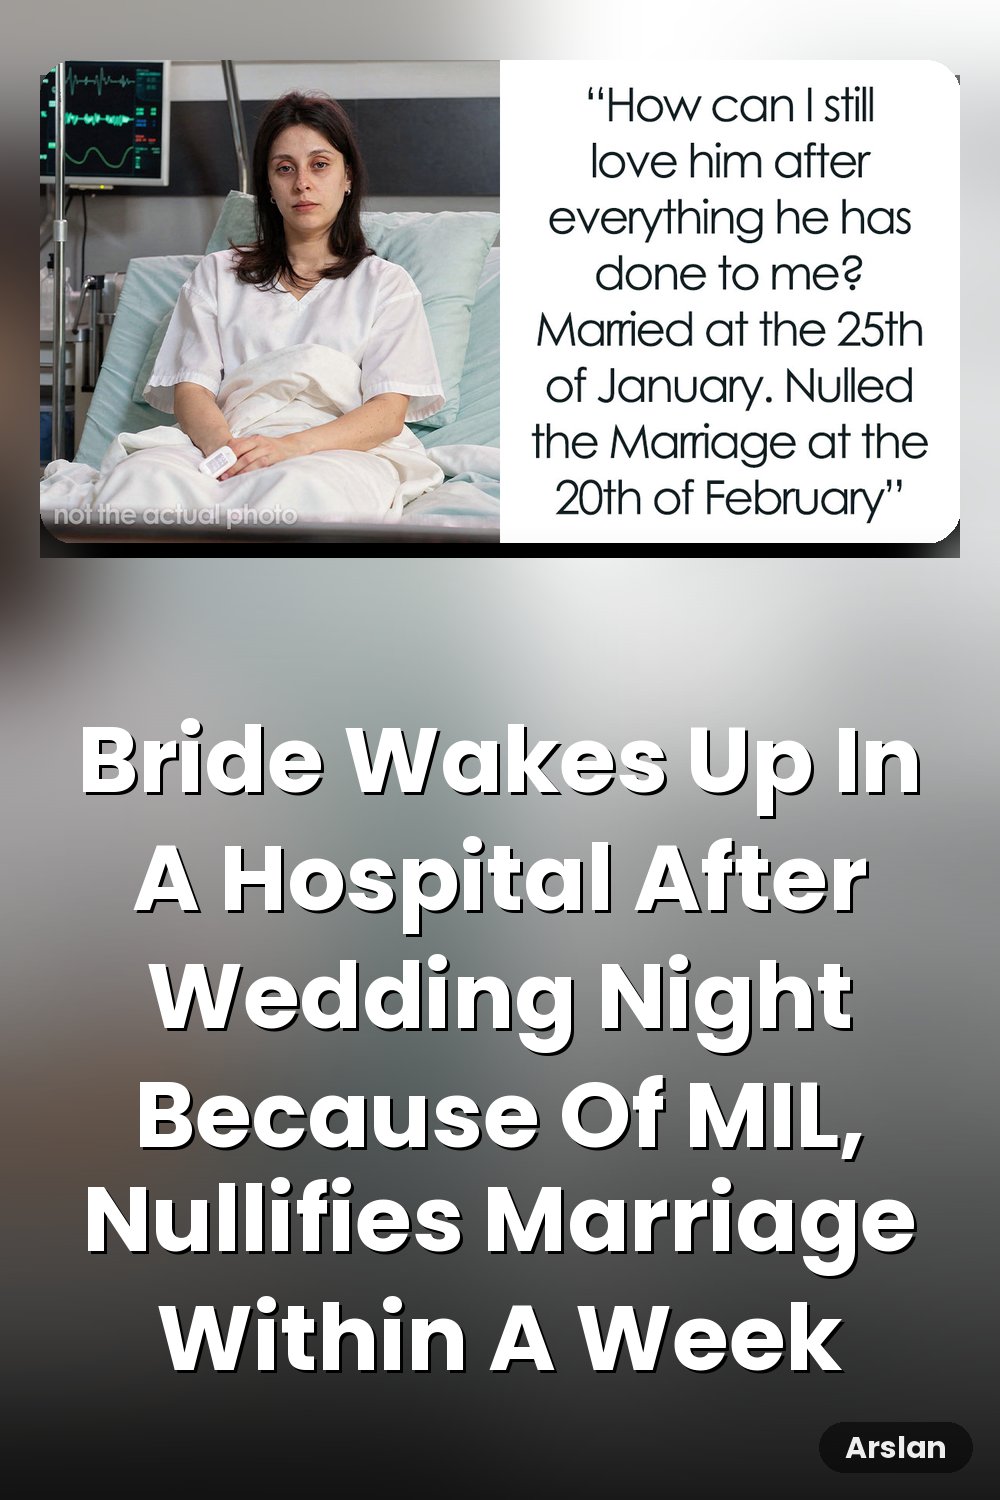 not the actual photo
“How can I still
love him after
everything he has
done to me?
Married at the 25th
of January. Nulled
the Marriage at the
20th of February”
Bride Wakes Up In
A Hospital After
Wedding Night
Because Of MIL,
Nullifies Marriage
Within A Week
Arslan